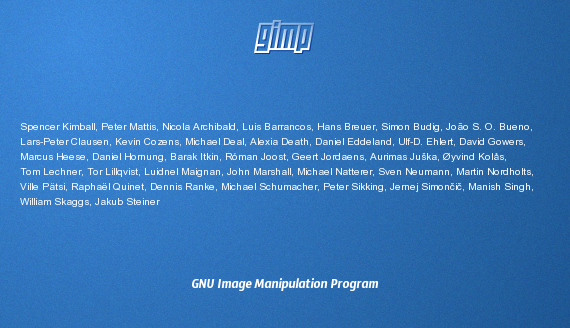 gimp
Spencer Kimball, Peter Mattis, Nicola Archibald, Luis Barrancos, Hans Breuer, Simon Budig, João S. O. Bueno,
Lars-Peter Clausen, Kevin Cozens, Michael Deal, Alexia Death, Daniel Eddeland, Ulf-D. Ehlert, David Gowers,
Marcus Heese, Daniel Hornung, Barak Itkin, Róman Joost, Geert Jordaens, Aurimas Juška, Øyvind Kolås,
Tom Lechner, Tor Lillqvist, Luidnel Maignan, John Marshall, Michael Natterer, Sven Neumann, Martin Nordholts,
Ville Pätsi, Raphaël Quinet, Dennis Ranke, Michael Schumacher, Peter Sikking, Jernej Simončič, Manish Singh,
William Skaggs, Jakub Steiner
GNU Image Manipulation Program